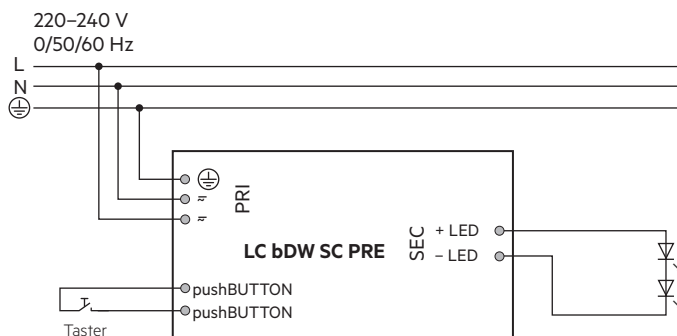 220–240 V
0/50/60 Hz
L
N
PRI
LC bDW SC PRE
SEC
+ LED
– LED
pushBUTTON
pushBUTTON
Taster